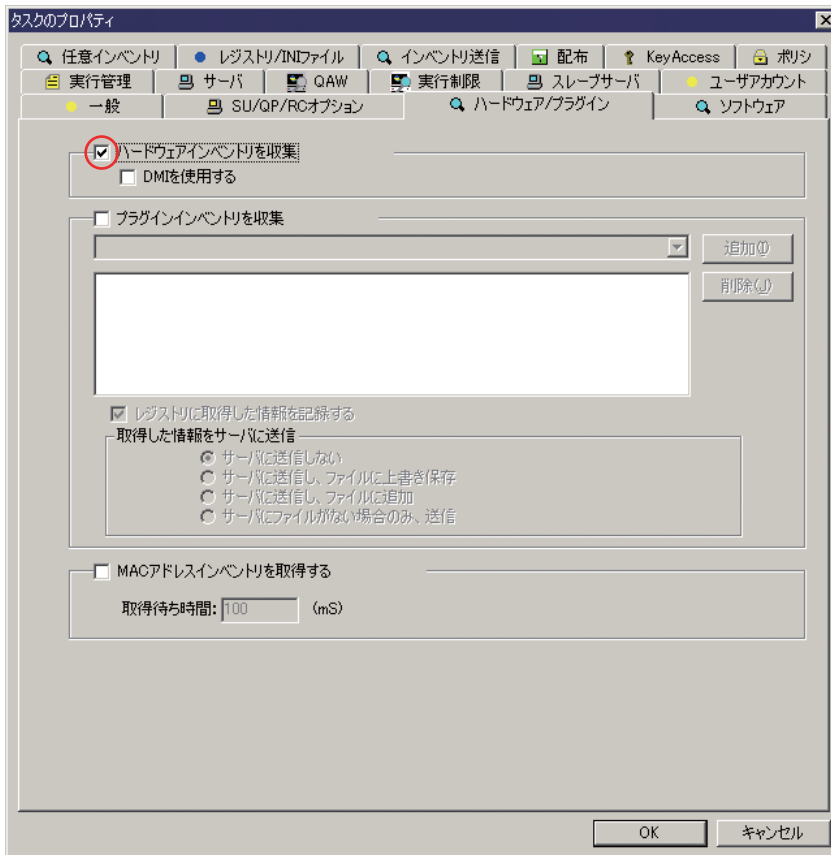 タスクのプロパティ
任意インベントリ レジストリ/INIファイル インベントリ送信 配布 KeyAccess ポリシ
実行管理 サーバ QAW 実行制限 スレーブサーバ ユーザアカウント
一般 SU/QP/RCオプション ハードウェア/プラグイン ソフトウェア
ハードウェアインベントリを収集
DMIを使用する
プラグインインベントリを収集
追加(I)
削除(J)
レジストリに取得した情報を記録する
取得した情報をサーバに送信
サーバに送信しない
サーバに送信し、ファイルに上書き保存
サーバに送信し、ファイルに追加
サーバにファイルがない場合のみ、送信
MACアドレスインベントリを取得する
取得待ち時間: 100 (mS)
OK キャンセル